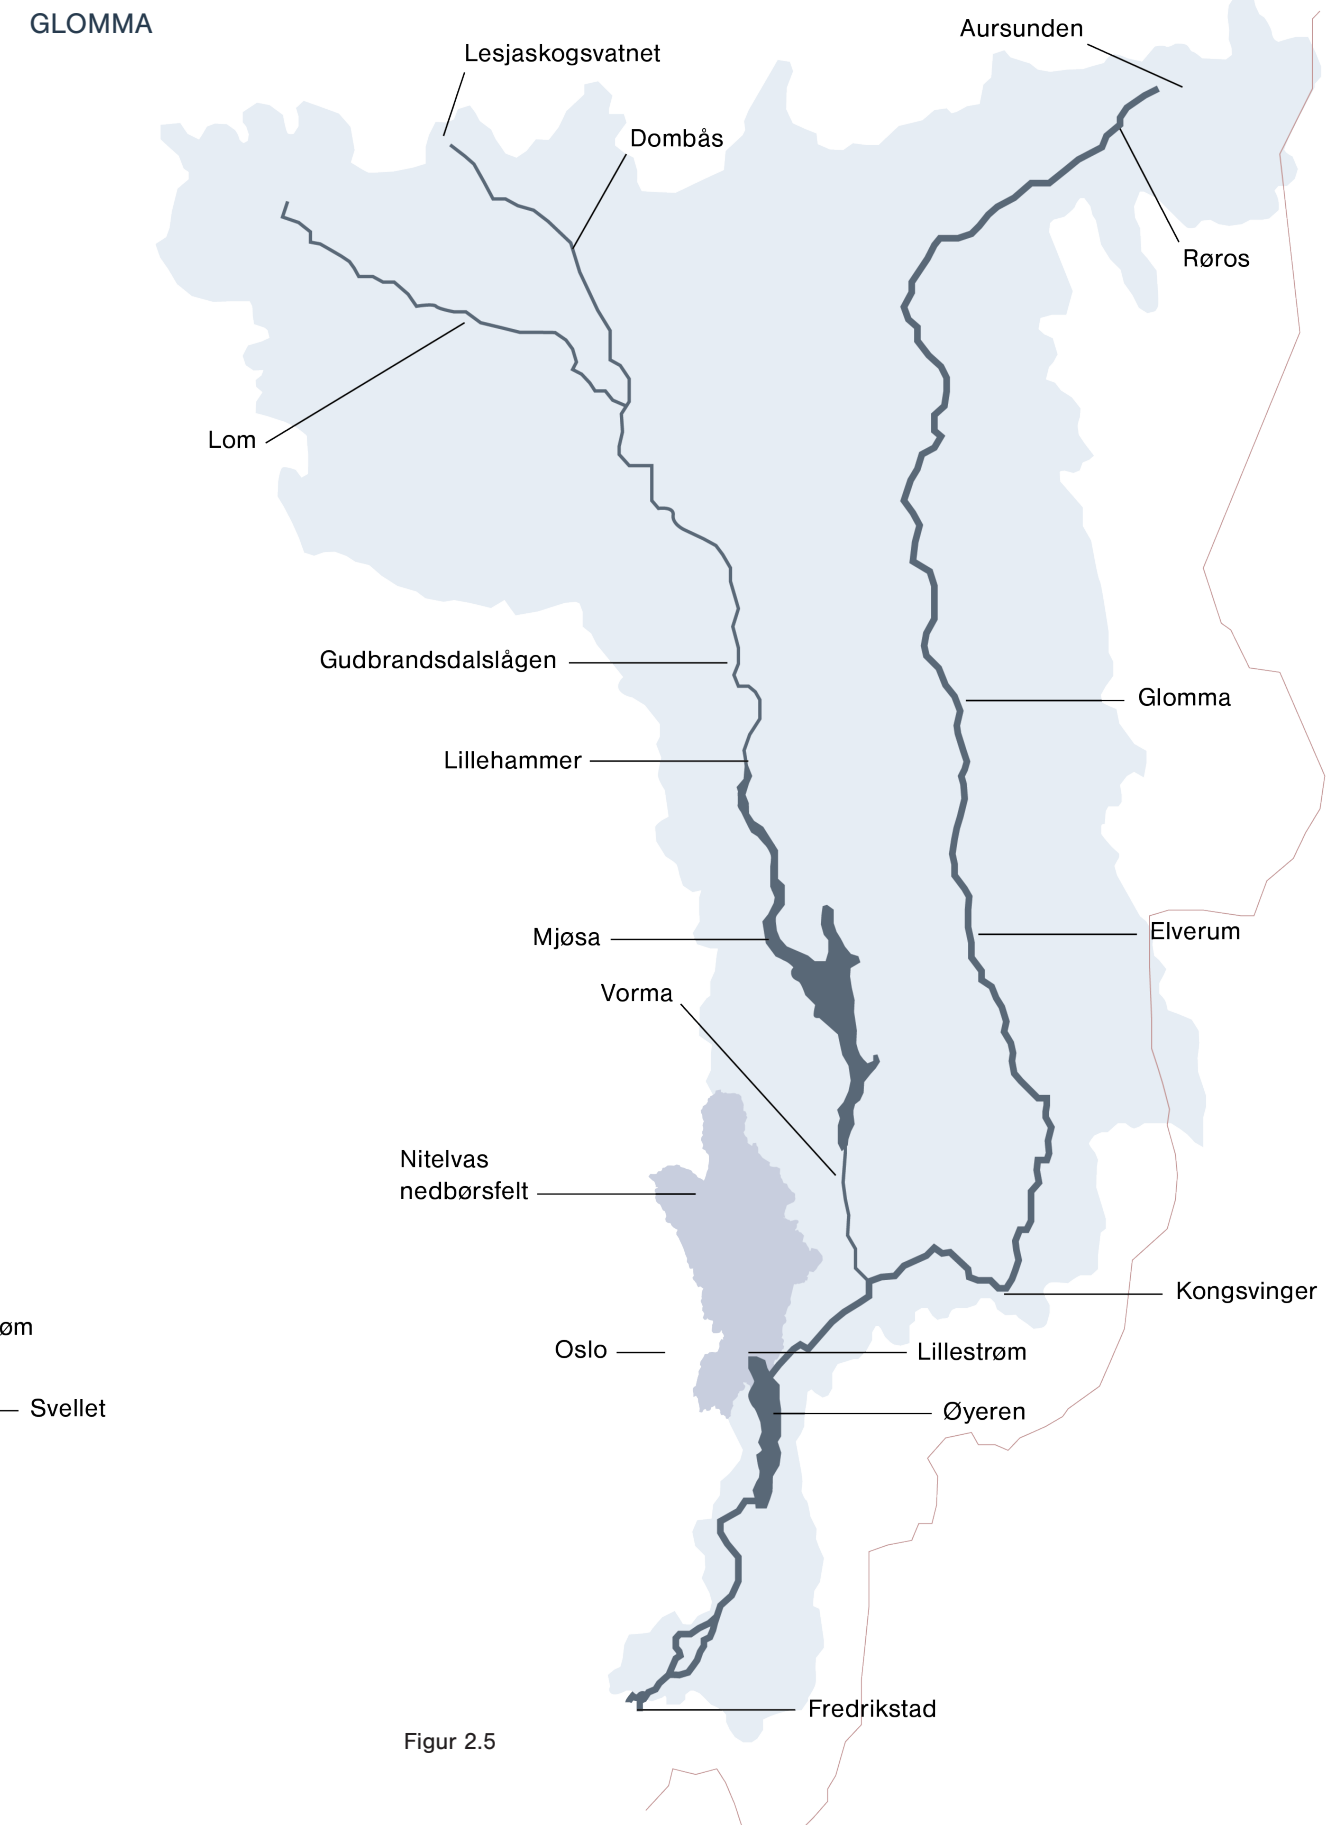 GLOMMA
Aursunden
Lesjaskogsvatnet
Dombås
Røros
Lom
Gudbrandsdalslågen
Glomma
Lillehammer
Elverum
Mjøsa
Vorma
Nitelvas
nedbørsfelt
Kongsvinger
øm
Oslo
Lillestrøm
Svellet
Øyeren
Fredrikstad
Figur 2.5